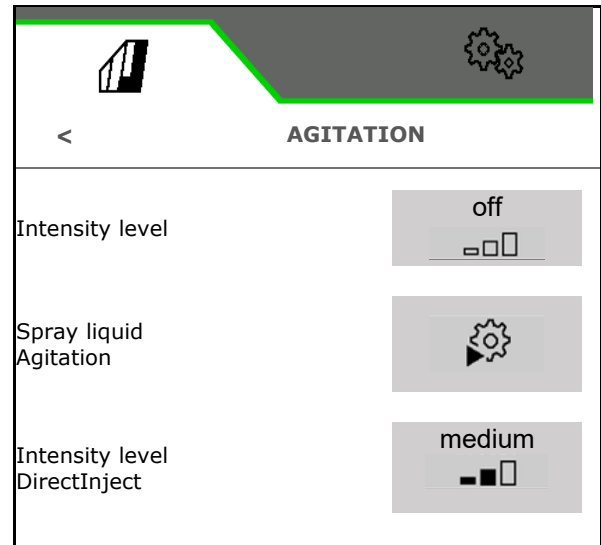 < AGITATION
Intensity level
off
Spray liquid
Agitation
Intensity level
DirectInject
medium